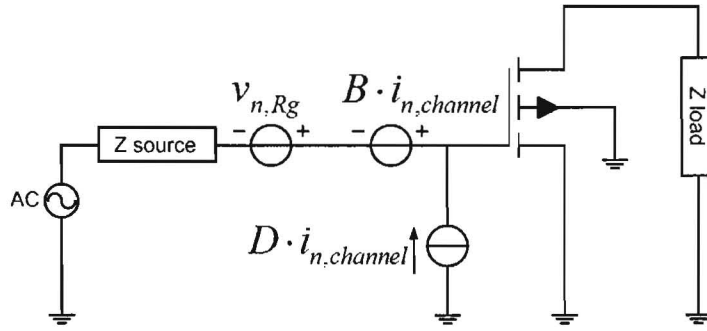 v_{n,Rg}
B · i_{n,channel}
− + − +
Z source
Z load
AC
D · i_{n,channel}